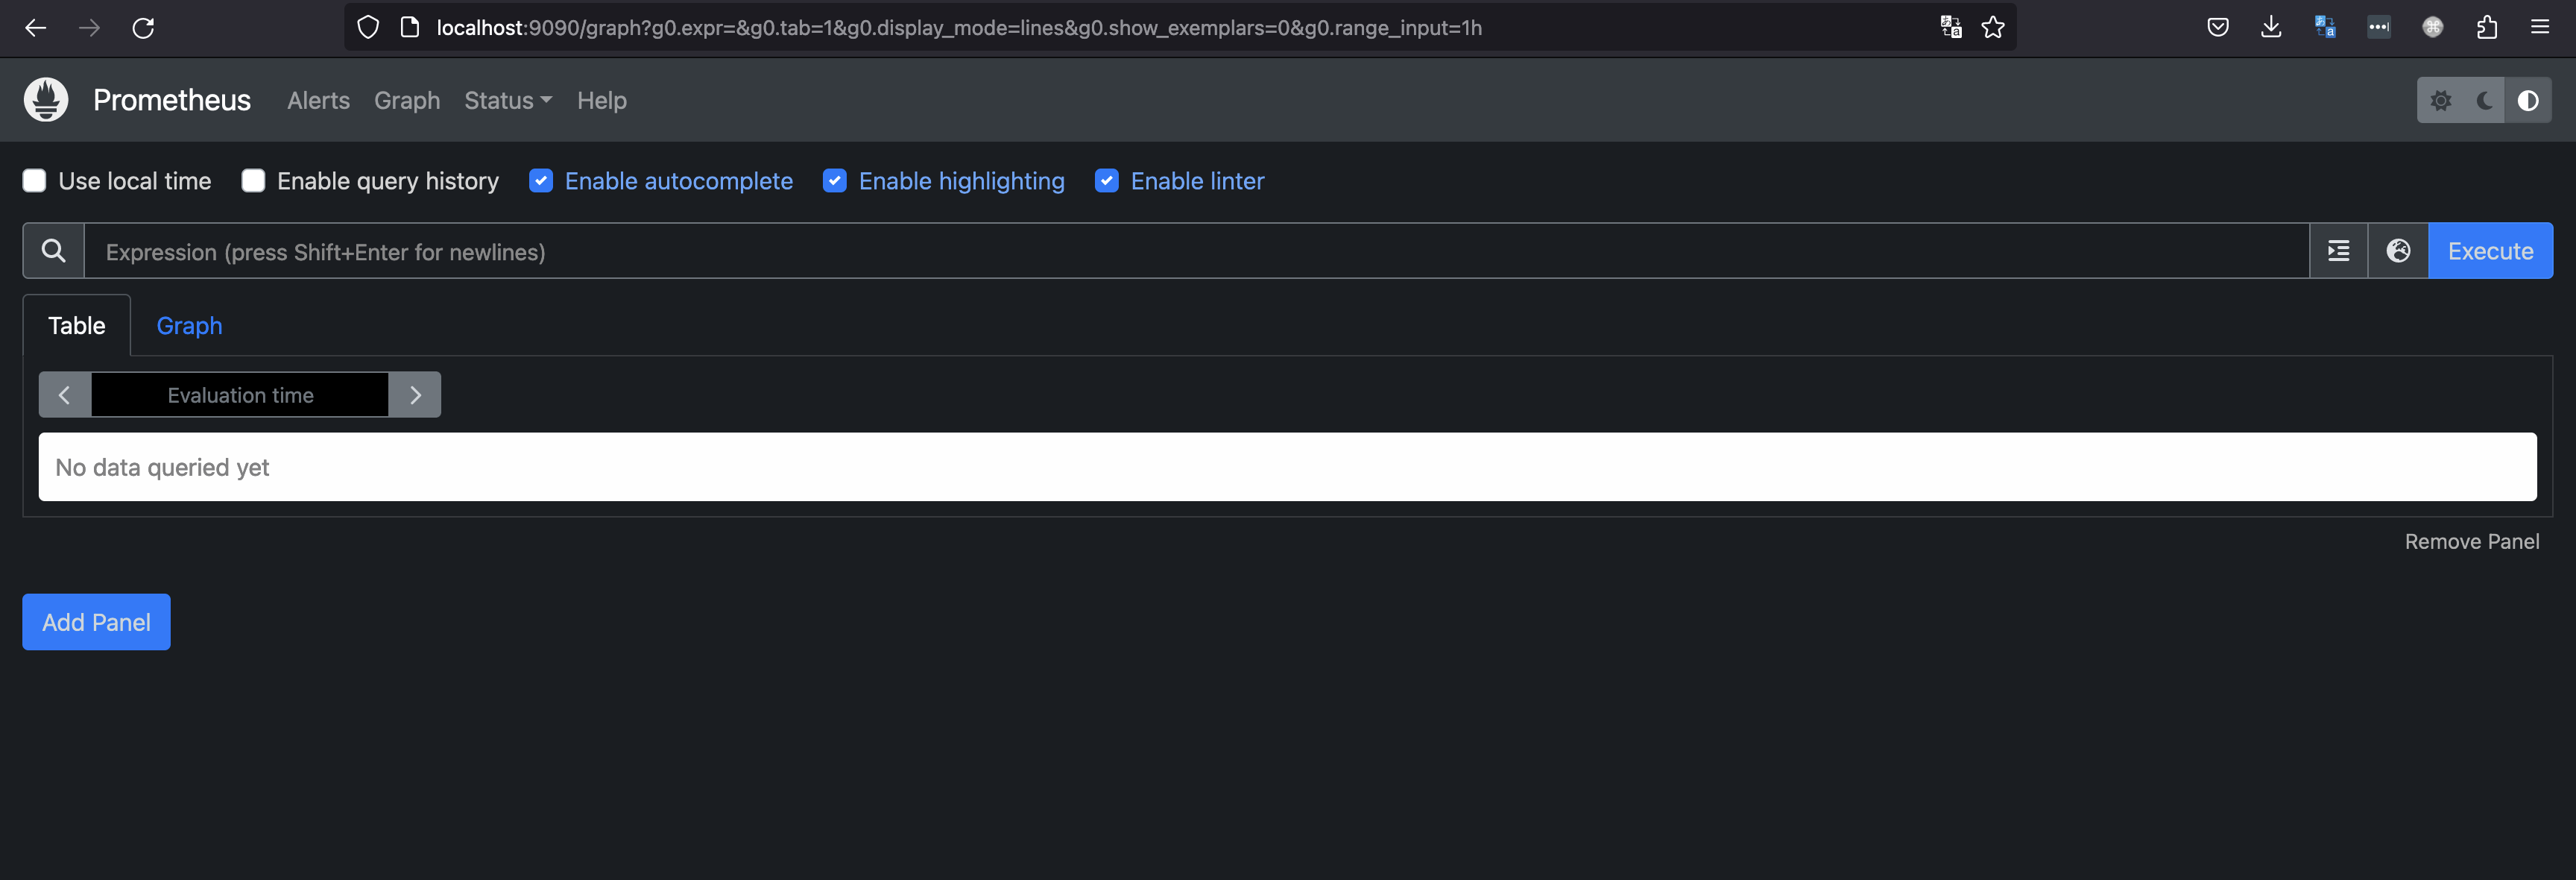 localhost:9090/graph?g0.expr=&g0.tab=1&g0.display_mode=lines&g0.show_exemplars=0&g0.range_input=1h
Prometheus Alerts Graph Status Help
Use local time Enable query history Enable autocomplete Enable highlighting Enable linter
Expression (press Shift+Enter for newlines) Execute
Table Graph
Evaluation time
No data queried yet
Remove Panel
Add Panel